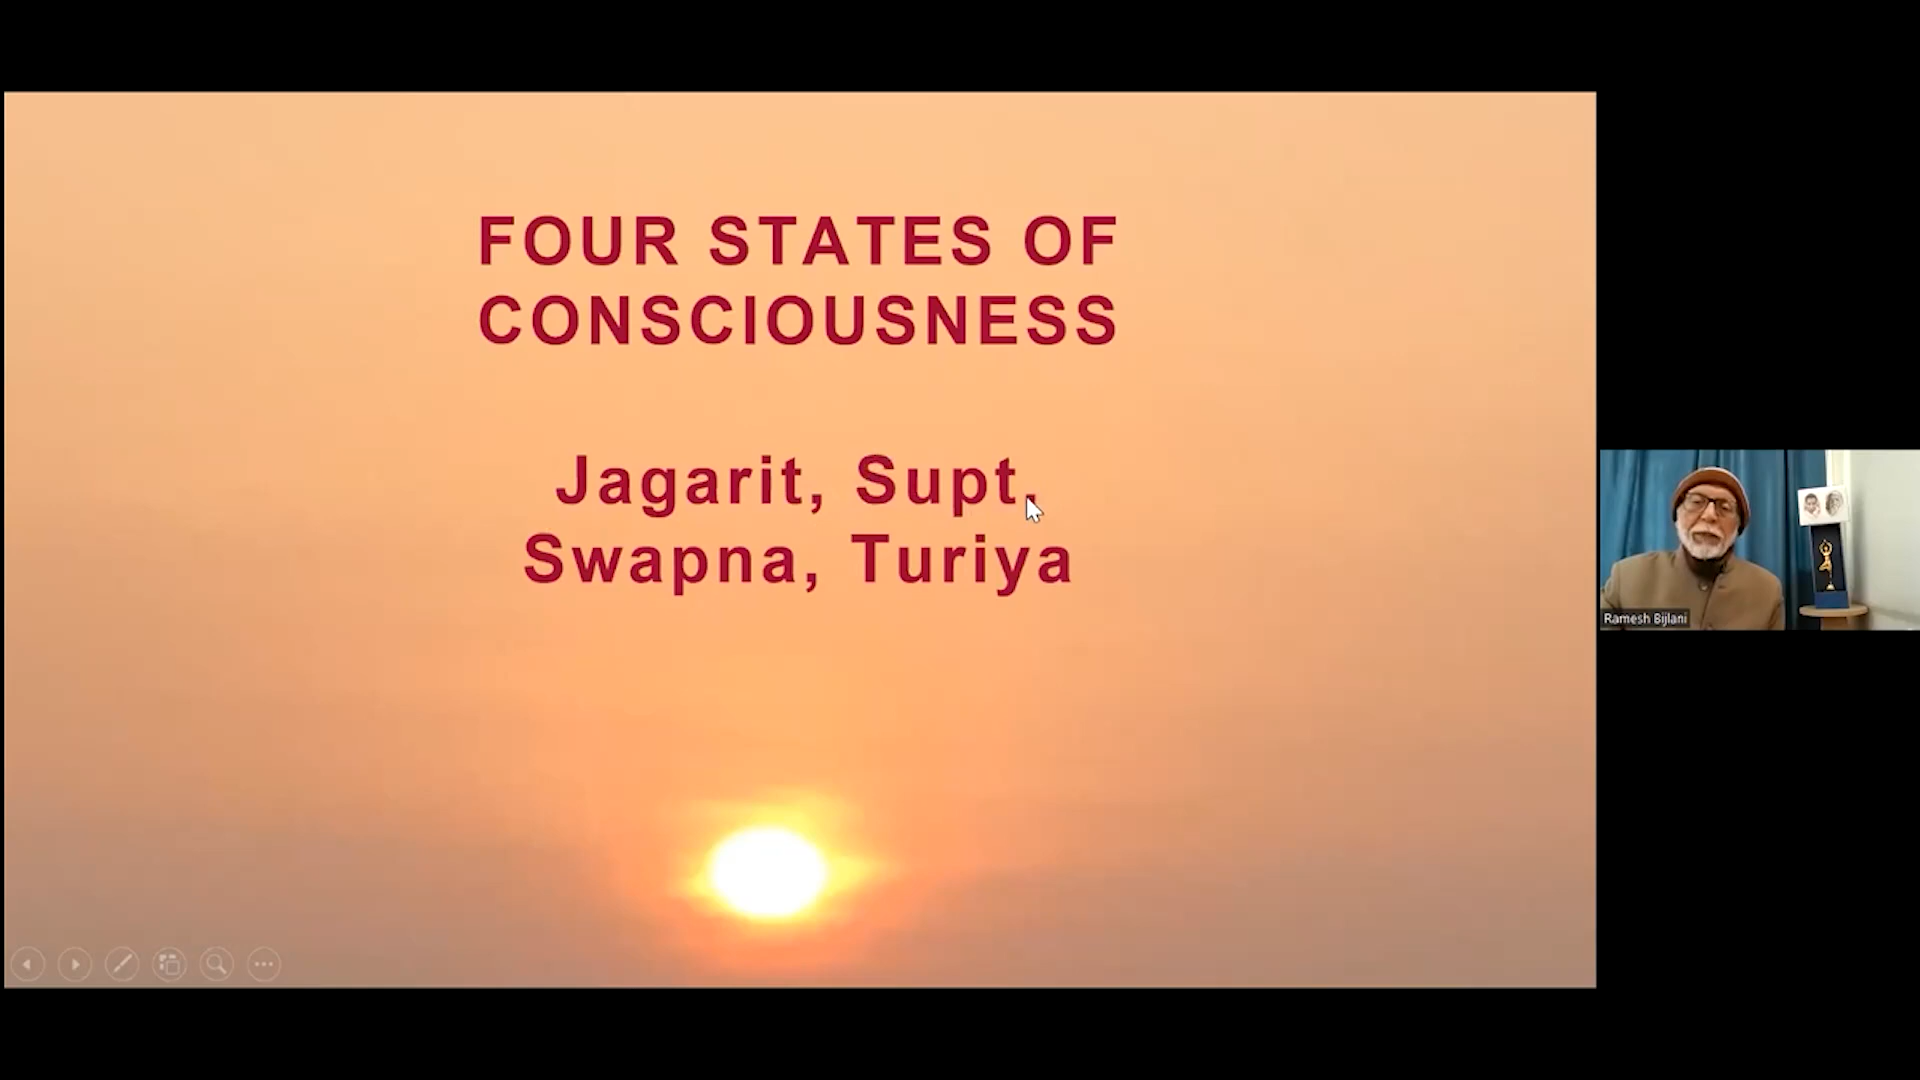 FOUR STATES OF
CONSCIOUSNESS
Jagarit, Supt,
Swapna, Turiya
Ramesh Bijlani